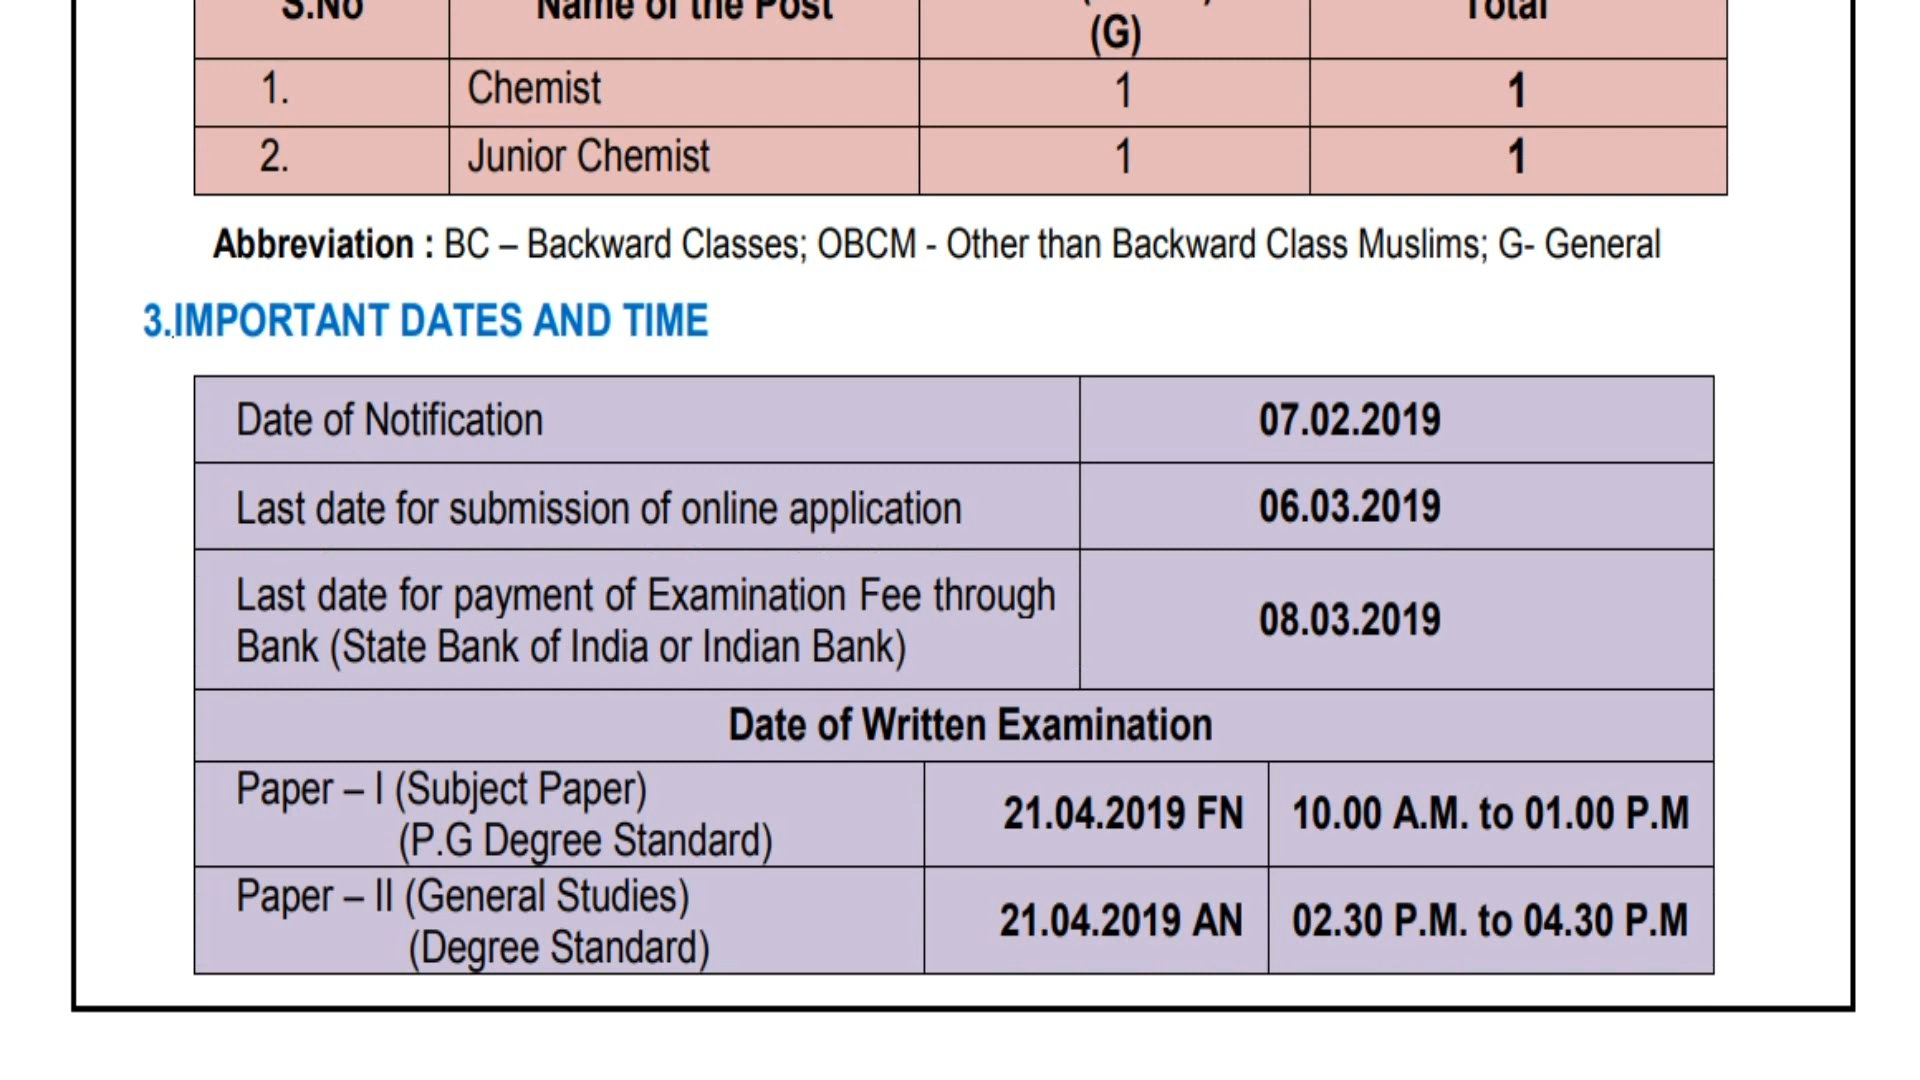 S.No Name of the Post Total
(G)
1. Chemist 1 1
2. Junior Chemist 1 1
Abbreviation : BC – Backward Classes; OBCM - Other than Backward Class Muslims; G- General
3.IMPORTANT DATES AND TIME
Date of Notification 07.02.2019
Last date for submission of online application 06.03.2019
Last date for payment of Examination Fee through
Bank (State Bank of India or Indian Bank) 08.03.2019
Date of Written Examination
Paper – I (Subject Paper)
(P.G Degree Standard) 21.04.2019 FN 10.00 A.M. to 01.00 P.M
Paper – II (General Studies)
(Degree Standard) 21.04.2019 AN 02.30 P.M. to 04.30 P.M